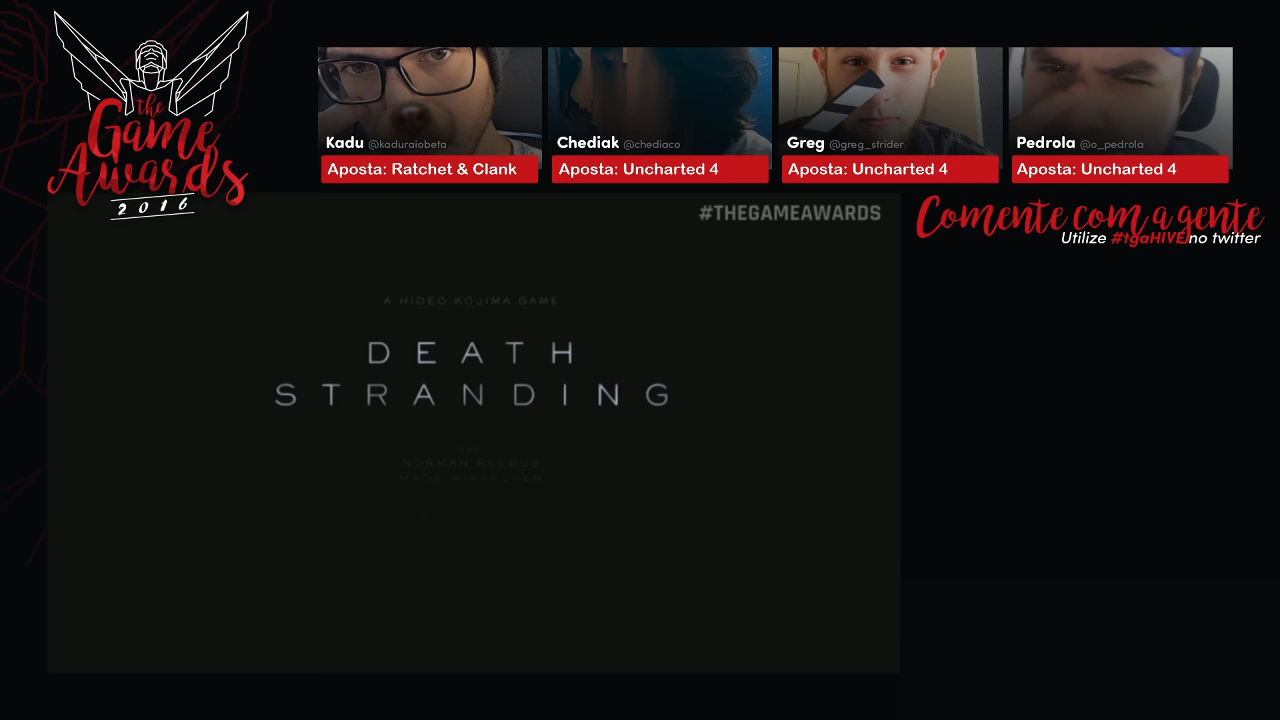 the
Game
Awards
2016
Kadu @kaduraiobeta
Aposta: Ratchet & Clank
Chediak @chediaco
Aposta: Uncharted 4
Greg @greg_strider
Aposta: Uncharted 4
Pedrola @o_pedrola
Aposta: Uncharted 4
#THEGAMEAWARDS
Comente com a gente
Utilize #tgaHIVE no twitter
A HIDEO KOJIMA GAME
DEATH
STRANDING
NORMAN REEDUS
MADS MIKKELSEN